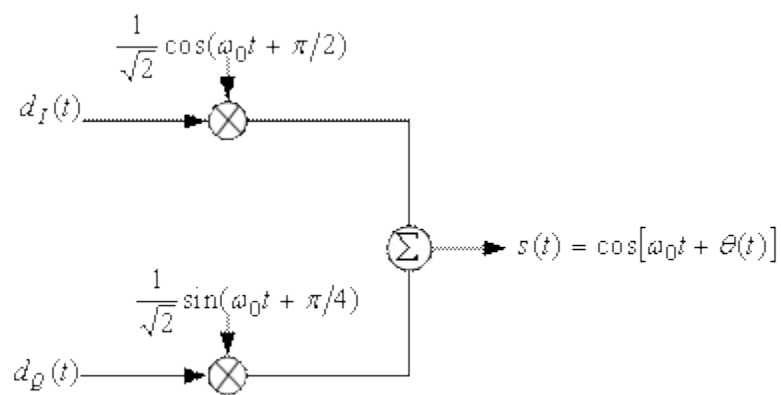 1/√2 cos(ω₀t + π/2)
d_I(t)
Σ
s(t) = cos[ω₀t + θ(t)]
1/√2 sin(ω₀t + π/4)
d_Q(t)